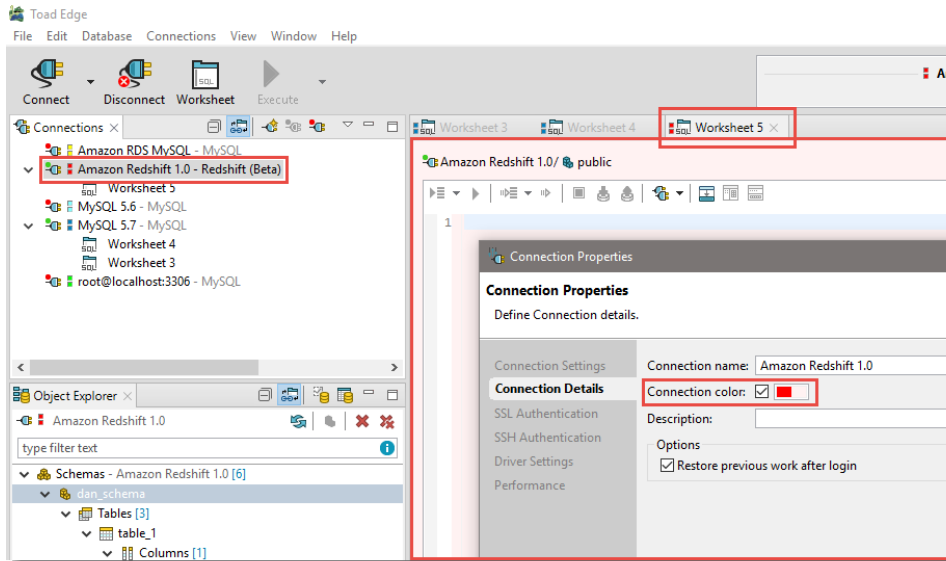 Toad Edge
File Edit Database Connections View Window Help
Connect Disconnect Worksheet Execute
Connections
Amazon RDS MySQL - MySQL
Amazon Redshift 1.0 - Redshift (Beta)
Worksheet 5
MySQL 5.6 - MySQL
MySQL 5.7 - MySQL
Worksheet 4
Worksheet 3
root@localhost:3306 - MySQL
Object Explorer
Amazon Redshift 1.0
type filter text
Schemas - Amazon Redshift 1.0 [6]
dan_schema
Tables [3]
table_1
Columns [1]
A
Worksheet 3 Worksheet 4 Worksheet 5
Amazon Redshift 1.0/ public
1
Connection Properties
Connection Properties
Define Connection details.
Connection Settings
Connection Details
SSL Authentication
SSH Authentication
Driver Settings
Performance
Connection name: Amazon Redshift 1.0
Connection color:
Description:
Options
Restore previous work after login